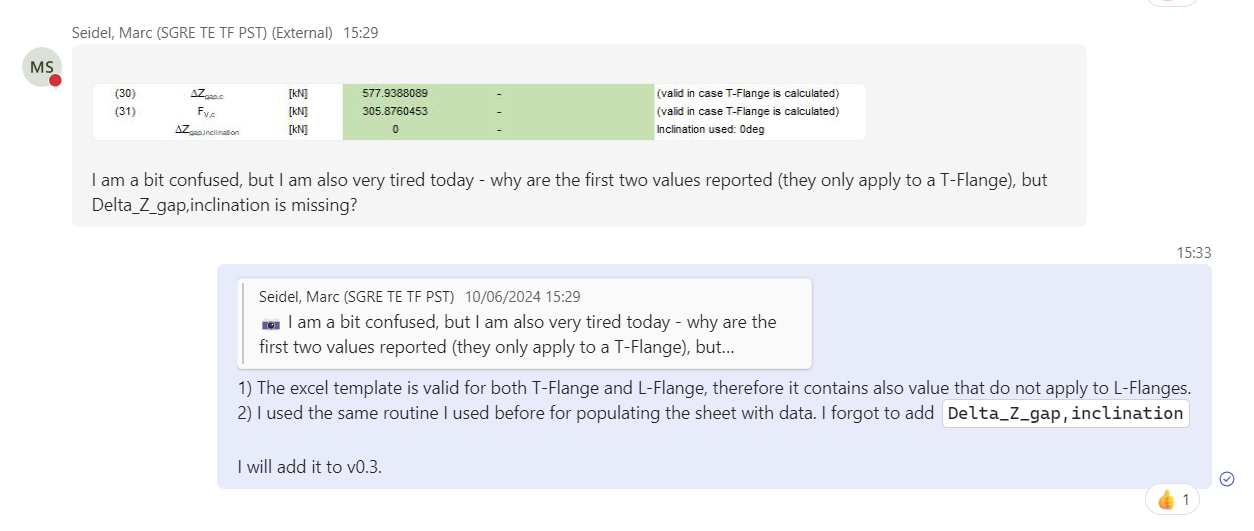 Seidel, Marc (SGRE TE TF PST) (External) 15:29
MS
(30) ΔZgap,c [kN] 577.9388089 - (valid in case T-Flange is calculated)
(31) Fv,c [kN] 305.8760453 - (valid in case T-Flange is calculated)
ΔZgap,inclination [kN] 0 - Inclination used: 0deg
I am a bit confused, but I am also very tired today - why are the first two values reported (they only apply to a T-Flange), but
Delta_Z_gap,inclination is missing?
15:33
Seidel, Marc (SGRE TE TF PST) 10/06/2024 15:29
📷 I am a bit confused, but I am also very tired today - why are the
first two values reported (they only apply to a T-Flange), but...
1) The excel template is valid for both T-Flange and L-Flange, therefore it contains also value that do not apply to L-Flanges.
2) I used the same routine I used before for populating the sheet with data. I forgot to add Delta_Z_gap,inclination
I will add it to v0.3.
👍 1